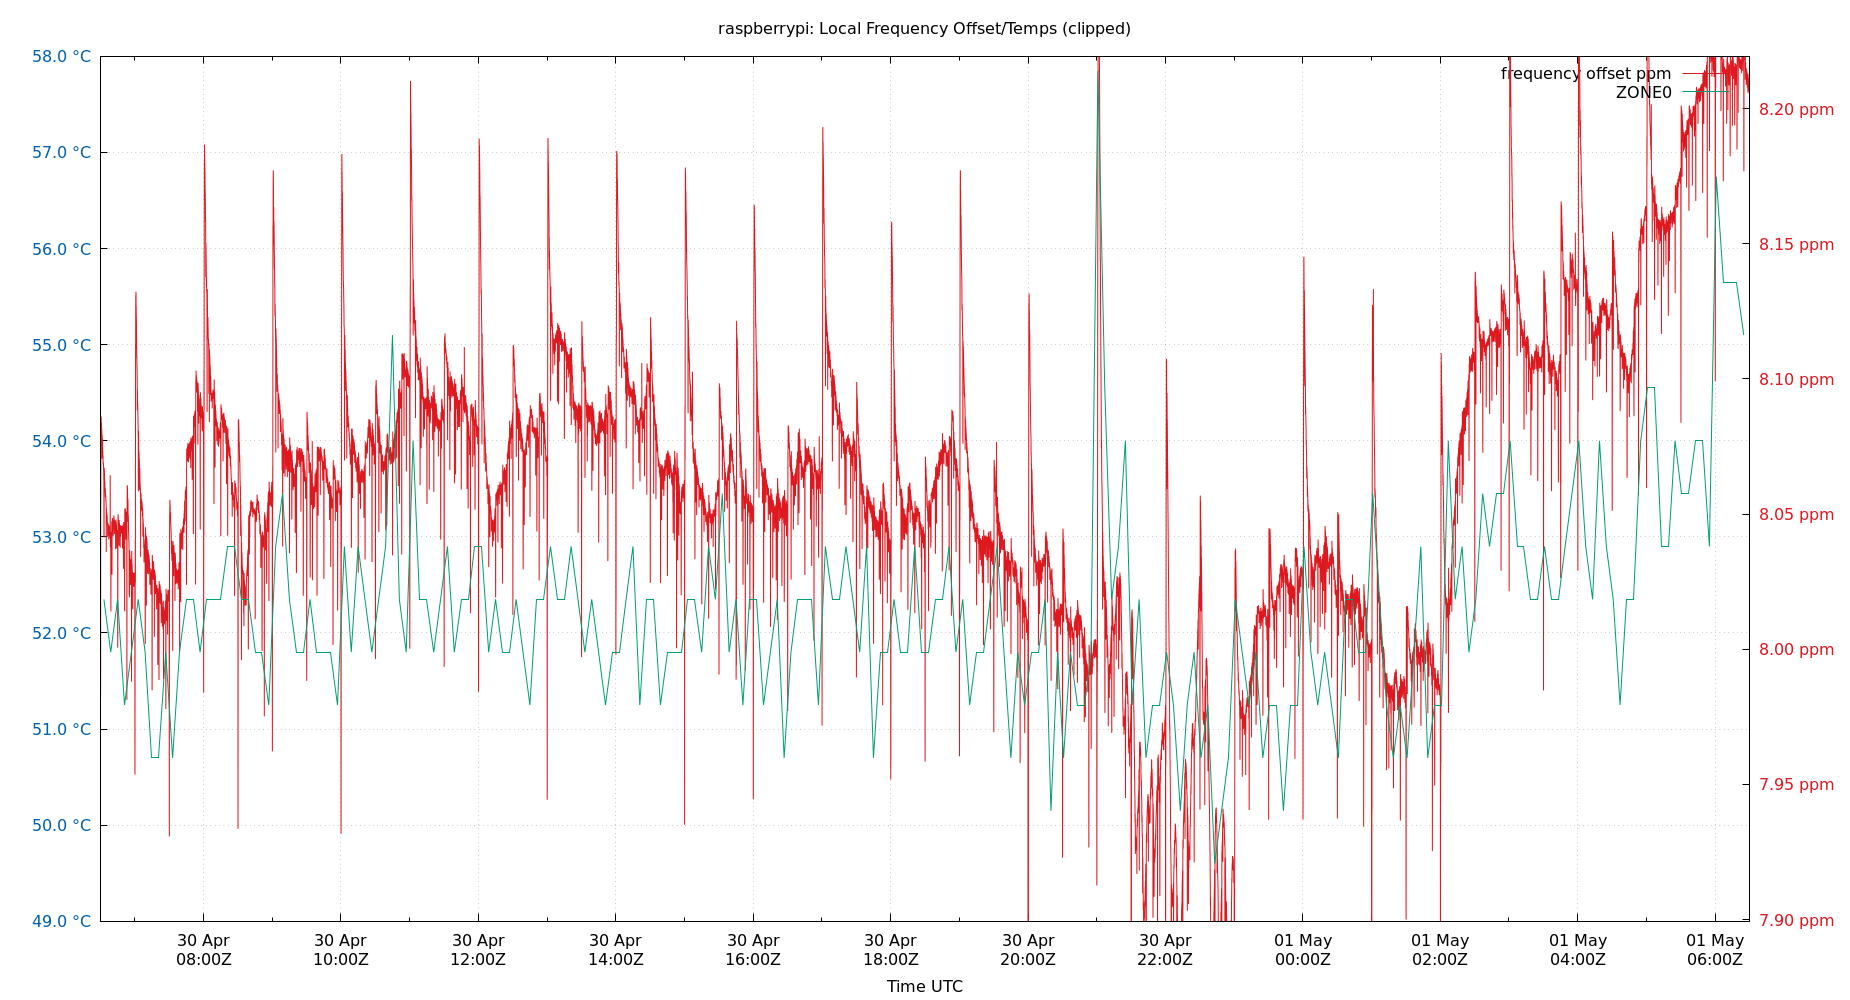 raspberrypi: Local Frequency Offset/Temps (clipped)
58.0 °C
57.0 °C
56.0 °C
55.0 °C
54.0 °C
53.0 °C
52.0 °C
51.0 °C
50.0 °C
49.0 °C
frequency offset ppm
ZONE0
8.20 ppm
8.15 ppm
8.10 ppm
8.05 ppm
8.00 ppm
7.95 ppm
7.90 ppm
30 Apr 30 Apr 30 Apr 30 Apr 30 Apr 30 Apr 30 Apr 30 Apr 01 May 01 May 01 May 01 May
08:00Z 10:00Z 12:00Z 14:00Z 16:00Z 18:00Z 20:00Z 22:00Z 00:00Z 02:00Z 04:00Z 06:00Z
Time UTC